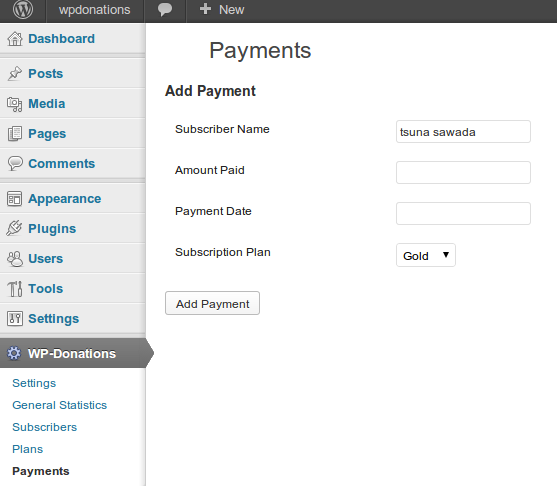 wpdonations
New
Dashboard
Posts
Media
Pages
Comments
Appearance
Plugins
Users
Tools
Settings
WP-Donations
Settings
General Statistics
Subscribers
Plans
Payments
Payments
Add Payment
Subscriber Name tsuna sawada
Amount Paid
Payment Date
Subscription Plan Gold
Add Payment